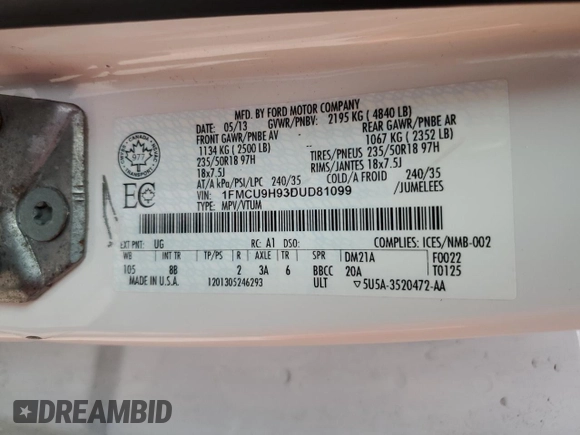 MFD. BY FORD MOTOR COMPANY
DATE: 05/13 GVWR/PNBV: 2195 KG ( 4840 LB)
FRONT GAWR/PNBE AV REAR GAWR/PNBE AR
1134 KG ( 2500 LB) 1067 KG ( 2352 LB)
235/50R18 97H TIRES/PNEUS 235/50R18 97H
18x7.5J RIMS/JANTES 18x7.5J
AT/A kPa/PSI/LPC 240/35 COLD/A FROID 240/35
VIN: 1FMCU9H93DUD81099 /JUMELEES
TYPE: MPV/VTUM
977
EC
EXT PNT: UG RC: A1 DSO: COMPLIES: ICES/NMB-002
WB INT TR TP/PS R AXLE TR SPR DM21A F0022
105 8B 2 3A 6 BBCC 20A T0125
MADE IN U.S.A. 1201305246293 ULT ▽5U5A-3520472-AA
DREAMBID